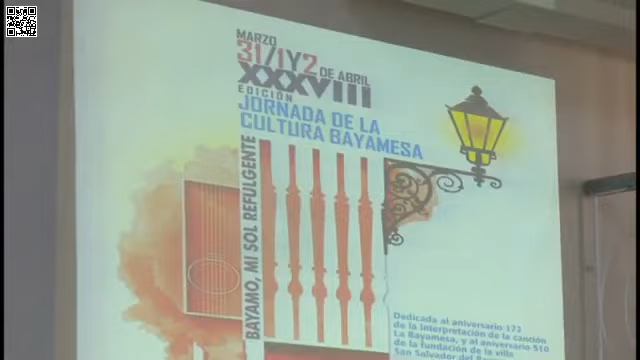 MARZO
31/1Y2 DE ABRIL
XXXVIII
EDICIÓN
JORNADA DE LA
CULTURA BAYAMESA
BAYAMO, MI SOL REFULGENTE
Dedicada al aniversario 173
de la interpretación de la canción
La Bayamesa, y al aniversario 510
de la fundación de la villa
San Salvador del